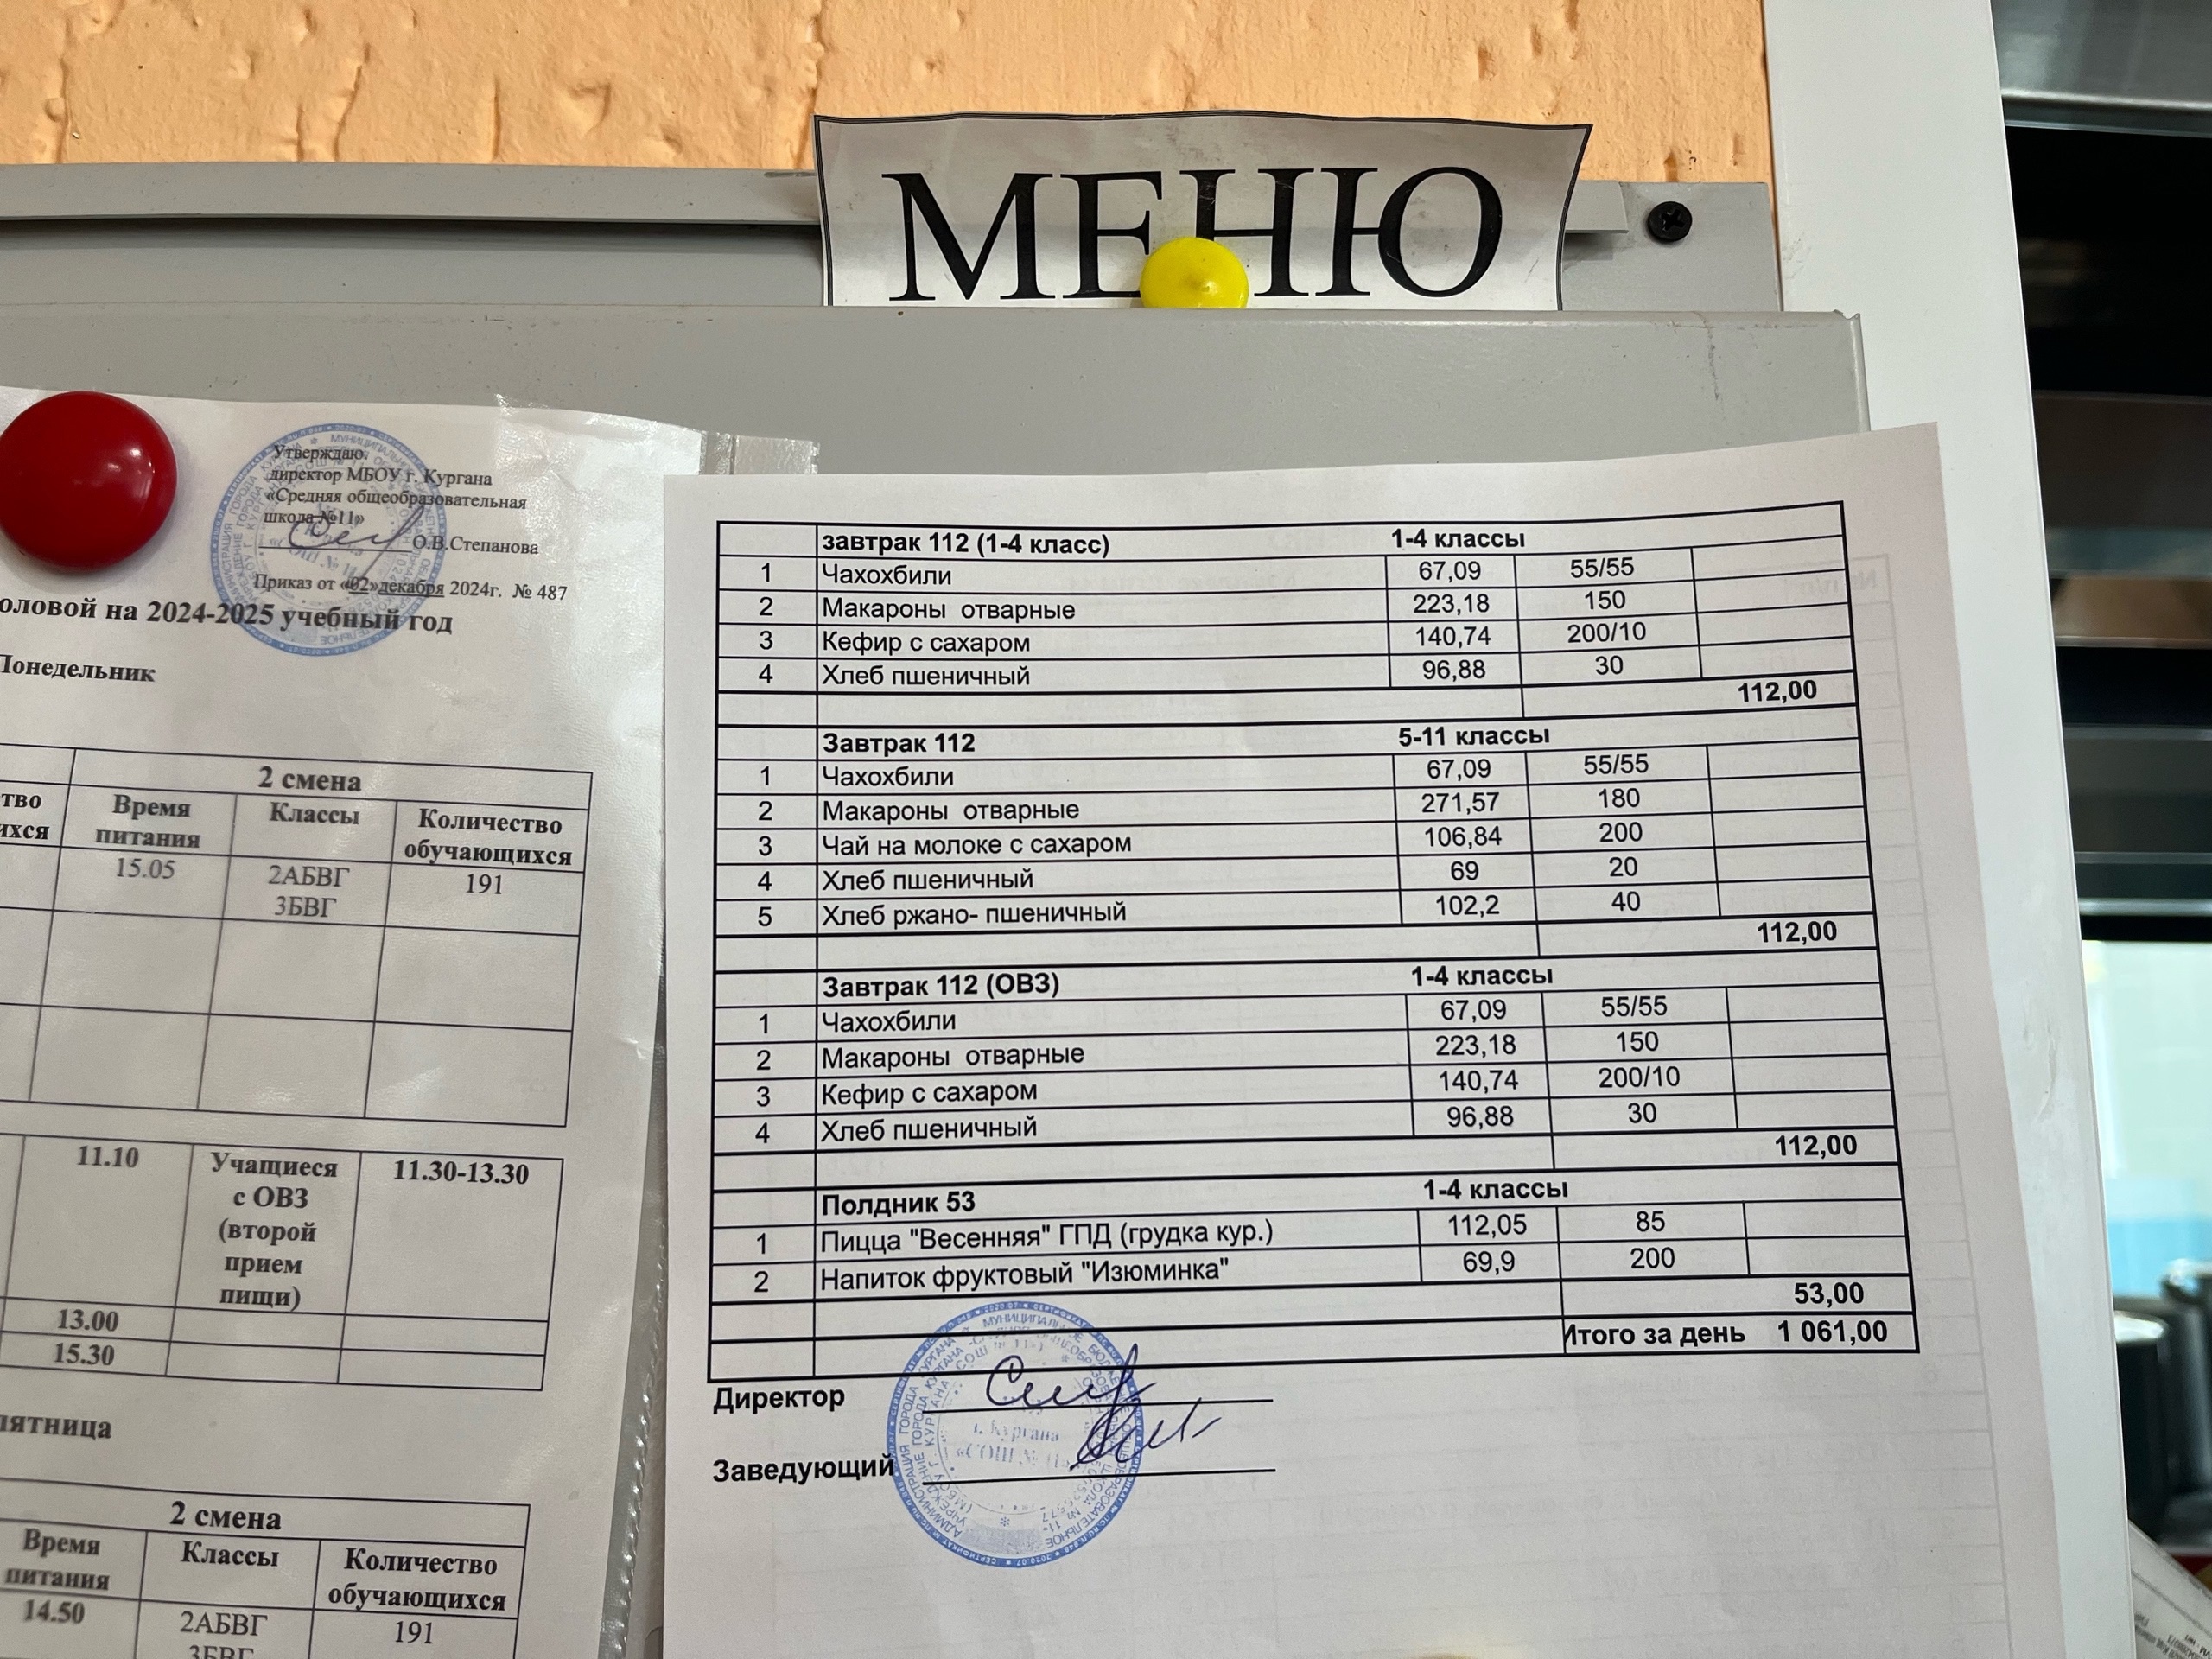 МЕНЮ
Утверждаю.
директор МБОУ г. Кургана
«Средняя общеобразовательная
школа №11»
О.В.Степанова
Приказ от «02»декабря 2024г. № 487
оловой на 2024-2025 учебный год
Понедельник
2 смена
тво Время Классы Количество
ихся питания обучающихся
15.05 2АБВГ 191
3БВГ
11.10 Учащиеся 11.30-13.30
с ОВЗ
(второй
прием
пищи)
13.00
15.30
пятница
2 смена
Время Классы Количество
питания обучающихся
14.50 2АБВГ 191
3БВГ
завтрак 112 (1-4 класс) 1-4 классы
1 Чахохбили 67,09 55/55
2 Макароны отварные 223,18 150
3 Кефир с сахаром 140,74 200/10
4 Хлеб пшеничный 96,88 30
112,00
Завтрак 112 5-11 классы
1 Чахохбили 67,09 55/55
2 Макароны отварные 271,57 180
3 Чай на молоке с сахаром 106,84 200
4 Хлеб пшеничный 69 20
5 Хлеб ржано- пшеничный 102,2 40
112,00
Завтрак 112 (ОВЗ) 1-4 классы
1 Чахохбили 67,09 55/55
2 Макароны отварные 223,18 150
3 Кефир с сахаром 140,74 200/10
4 Хлеб пшеничный 96,88 30
112,00
Полдник 53 1-4 классы
1 Пицца "Весенняя" ГПД (грудка кур.) 112,05 85
2 Напиток фруктовый "Изюминка" 69,9 200
53,00
Итого за день 1 061,00
Директор
Заведующий
г. Кургана
«СОШ № 11»